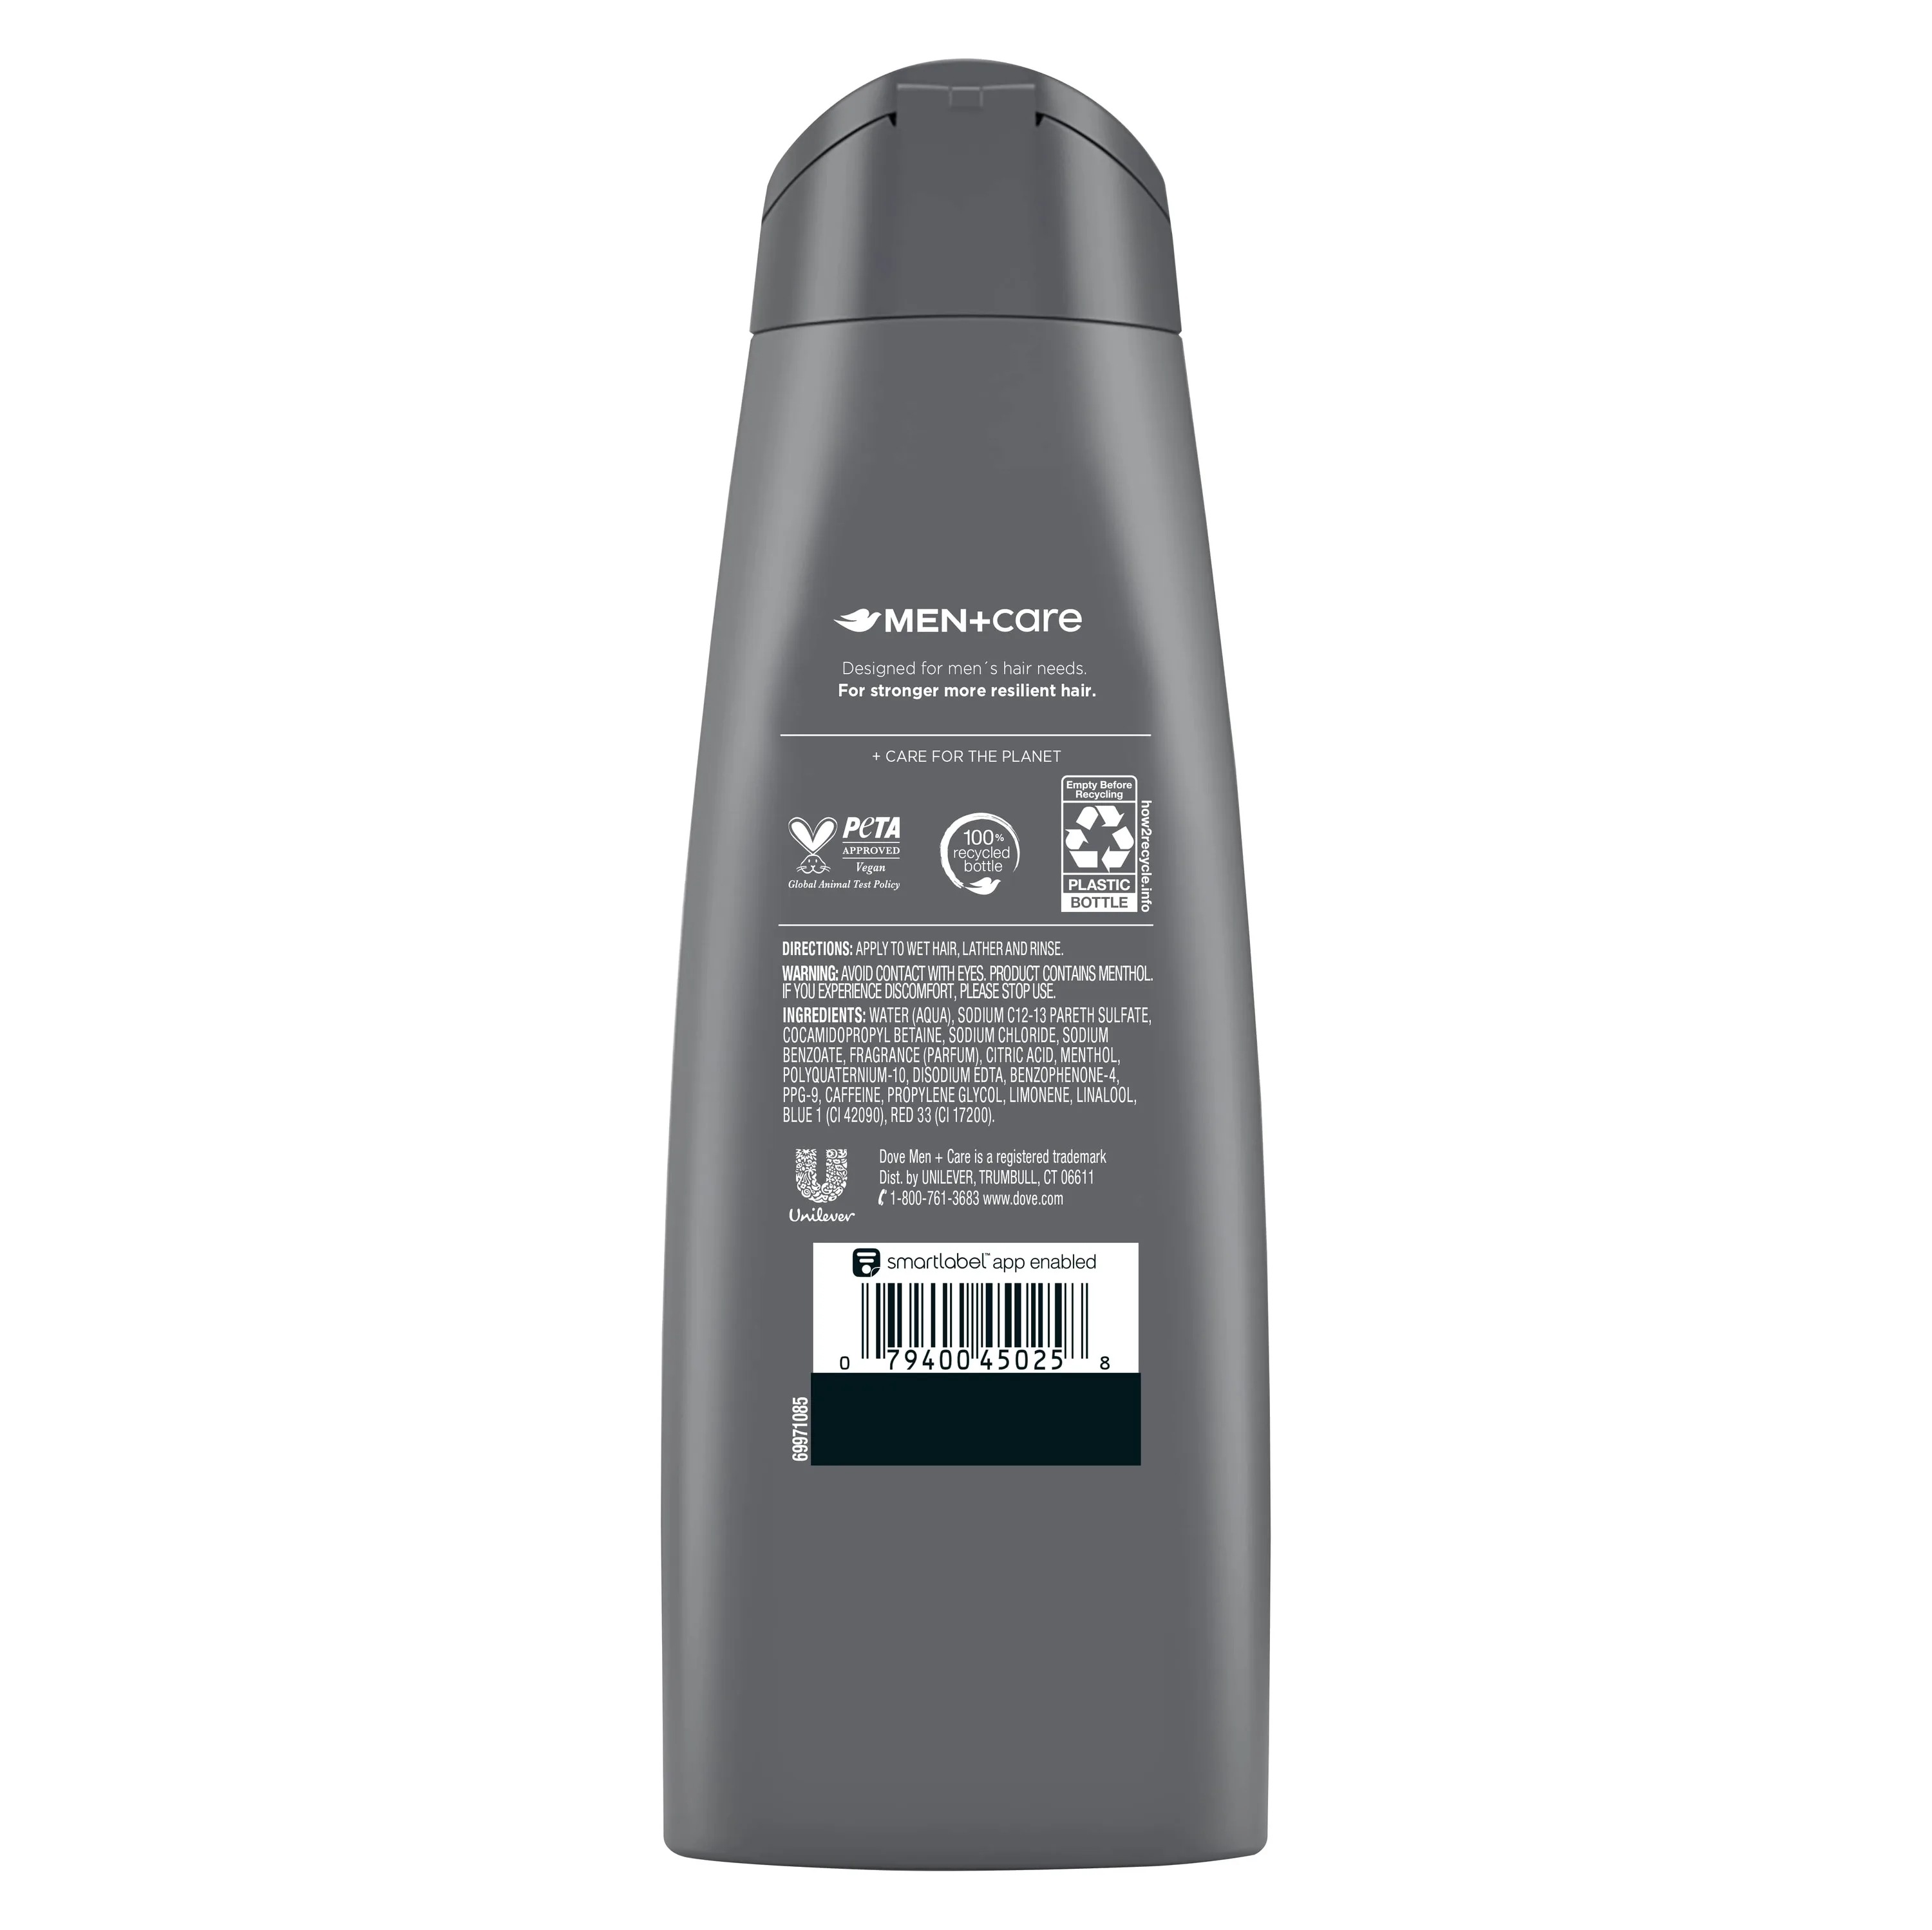 MEN+care
Designed for men´s hair needs.
For stronger more resilient hair.
+ CARE FOR THE PLANET
PeTA
APPROVED
Vegan
Global Animal Test Policy
100%
recycled
bottle
Empty Before
Recycling
PLASTIC
BOTTLE
how2recycle.info
DIRECTIONS: APPLY TO WET HAIR, LATHER AND RINSE.
WARNING: AVOID CONTACT WITH EYES. PRODUCT CONTAINS MENTHOL.
IF YOU EXPERIENCE DISCOMFORT, PLEASE STOP USE.
INGREDIENTS: WATER (AQUA), SODIUM C12-13 PARETH SULFATE,
COCAMIDOPROPYL BETAINE, SODIUM CHLORIDE, SODIUM
BENZOATE, FRAGRANCE (PARFUM), CITRIC ACID, MENTHOL,
POLYQUATERNIUM-10, DISODIUM EDTA, BENZOPHENONE-4,
PPG-9, CAFFEINE, PROPYLENE GLYCOL, LIMONENE, LINALOOL,
BLUE 1 (CI 42090), RED 33 (CI 17200).
Unilever
Dove Men + Care is a registered trademark
Dist. by UNILEVER, TRUMBULL, CT 06611
1-800-761-3683 www.dove.com
smartlabel™ app enabled
0 79400 45025 8
69971085